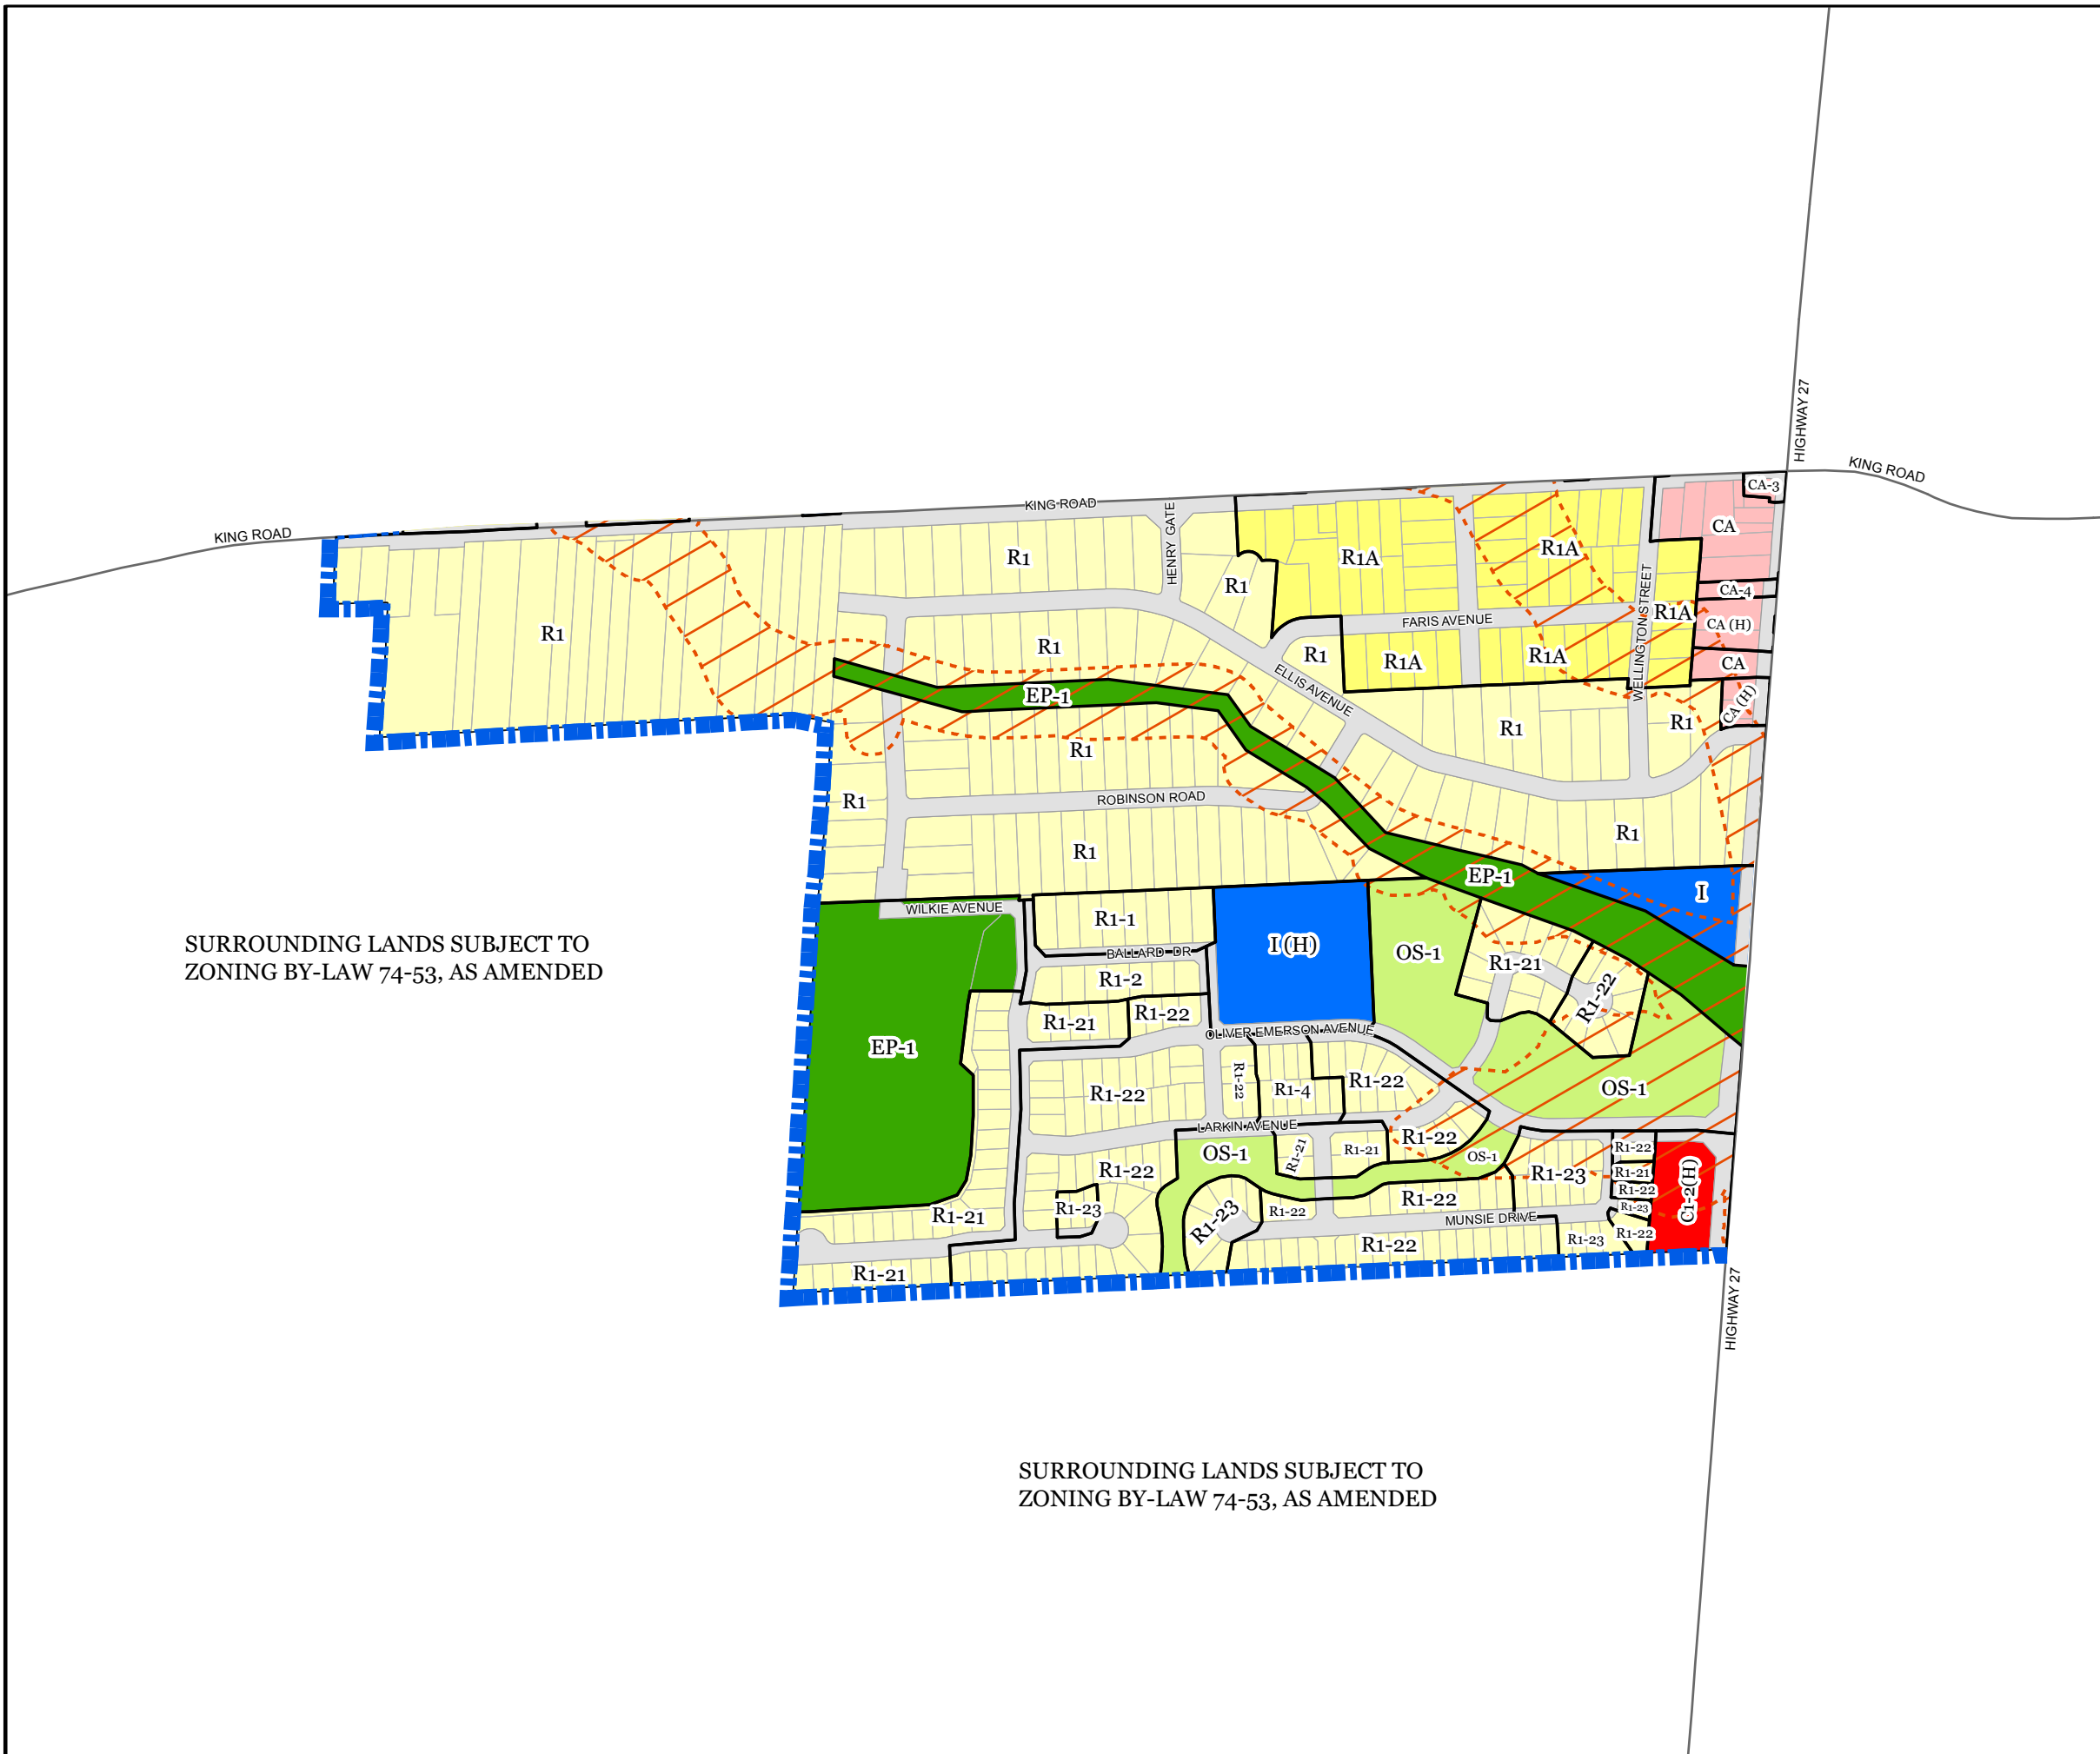 HIGHWAY 27
KING ROAD
KING ROAD
KING ROAD
HENRY GATE
CA-3
CA
R1
R1A
R1A
R1
CA-4
WELLINGTON STREET
R1A
CA (H)
FARIS AVENUE
R1
R1
R1
R1A
R1A
CA
ELLIS AVENUE
EP-1
CA (H)
R1
R1
R1
R1
ROBINSON ROAD
R1
R1
EP-1
I
WILKIE AVENUE
R1-1
I (H)
OS-1
BALLARD DR
R1-21
SURROUNDING LANDS SUBJECT TO
ZONING BY-LAW 74-53, AS AMENDED
R1-2
R1-22
R1-21
R1-22
OLIVER EMERSON AVENUE
EP-1
R1-22
R1-22
R1-4
R1-22
OS-1
LARKIN AVENUE
R1-22
OS-1
R1-21
R1-21
OS-1
R1-22
R1-22
R1-23
R1-21
R1-22
C1-2(H)
R1-22
R1-23
R1-21
R1-23
R1-23
R1-22
MUNSIE DRIVE
R1-22
R1-23
R1-22
R1-21
HIGHWAY 27
SURROUNDING LANDS SUBJECT TO
ZONING BY-LAW 74-53, AS AMENDED